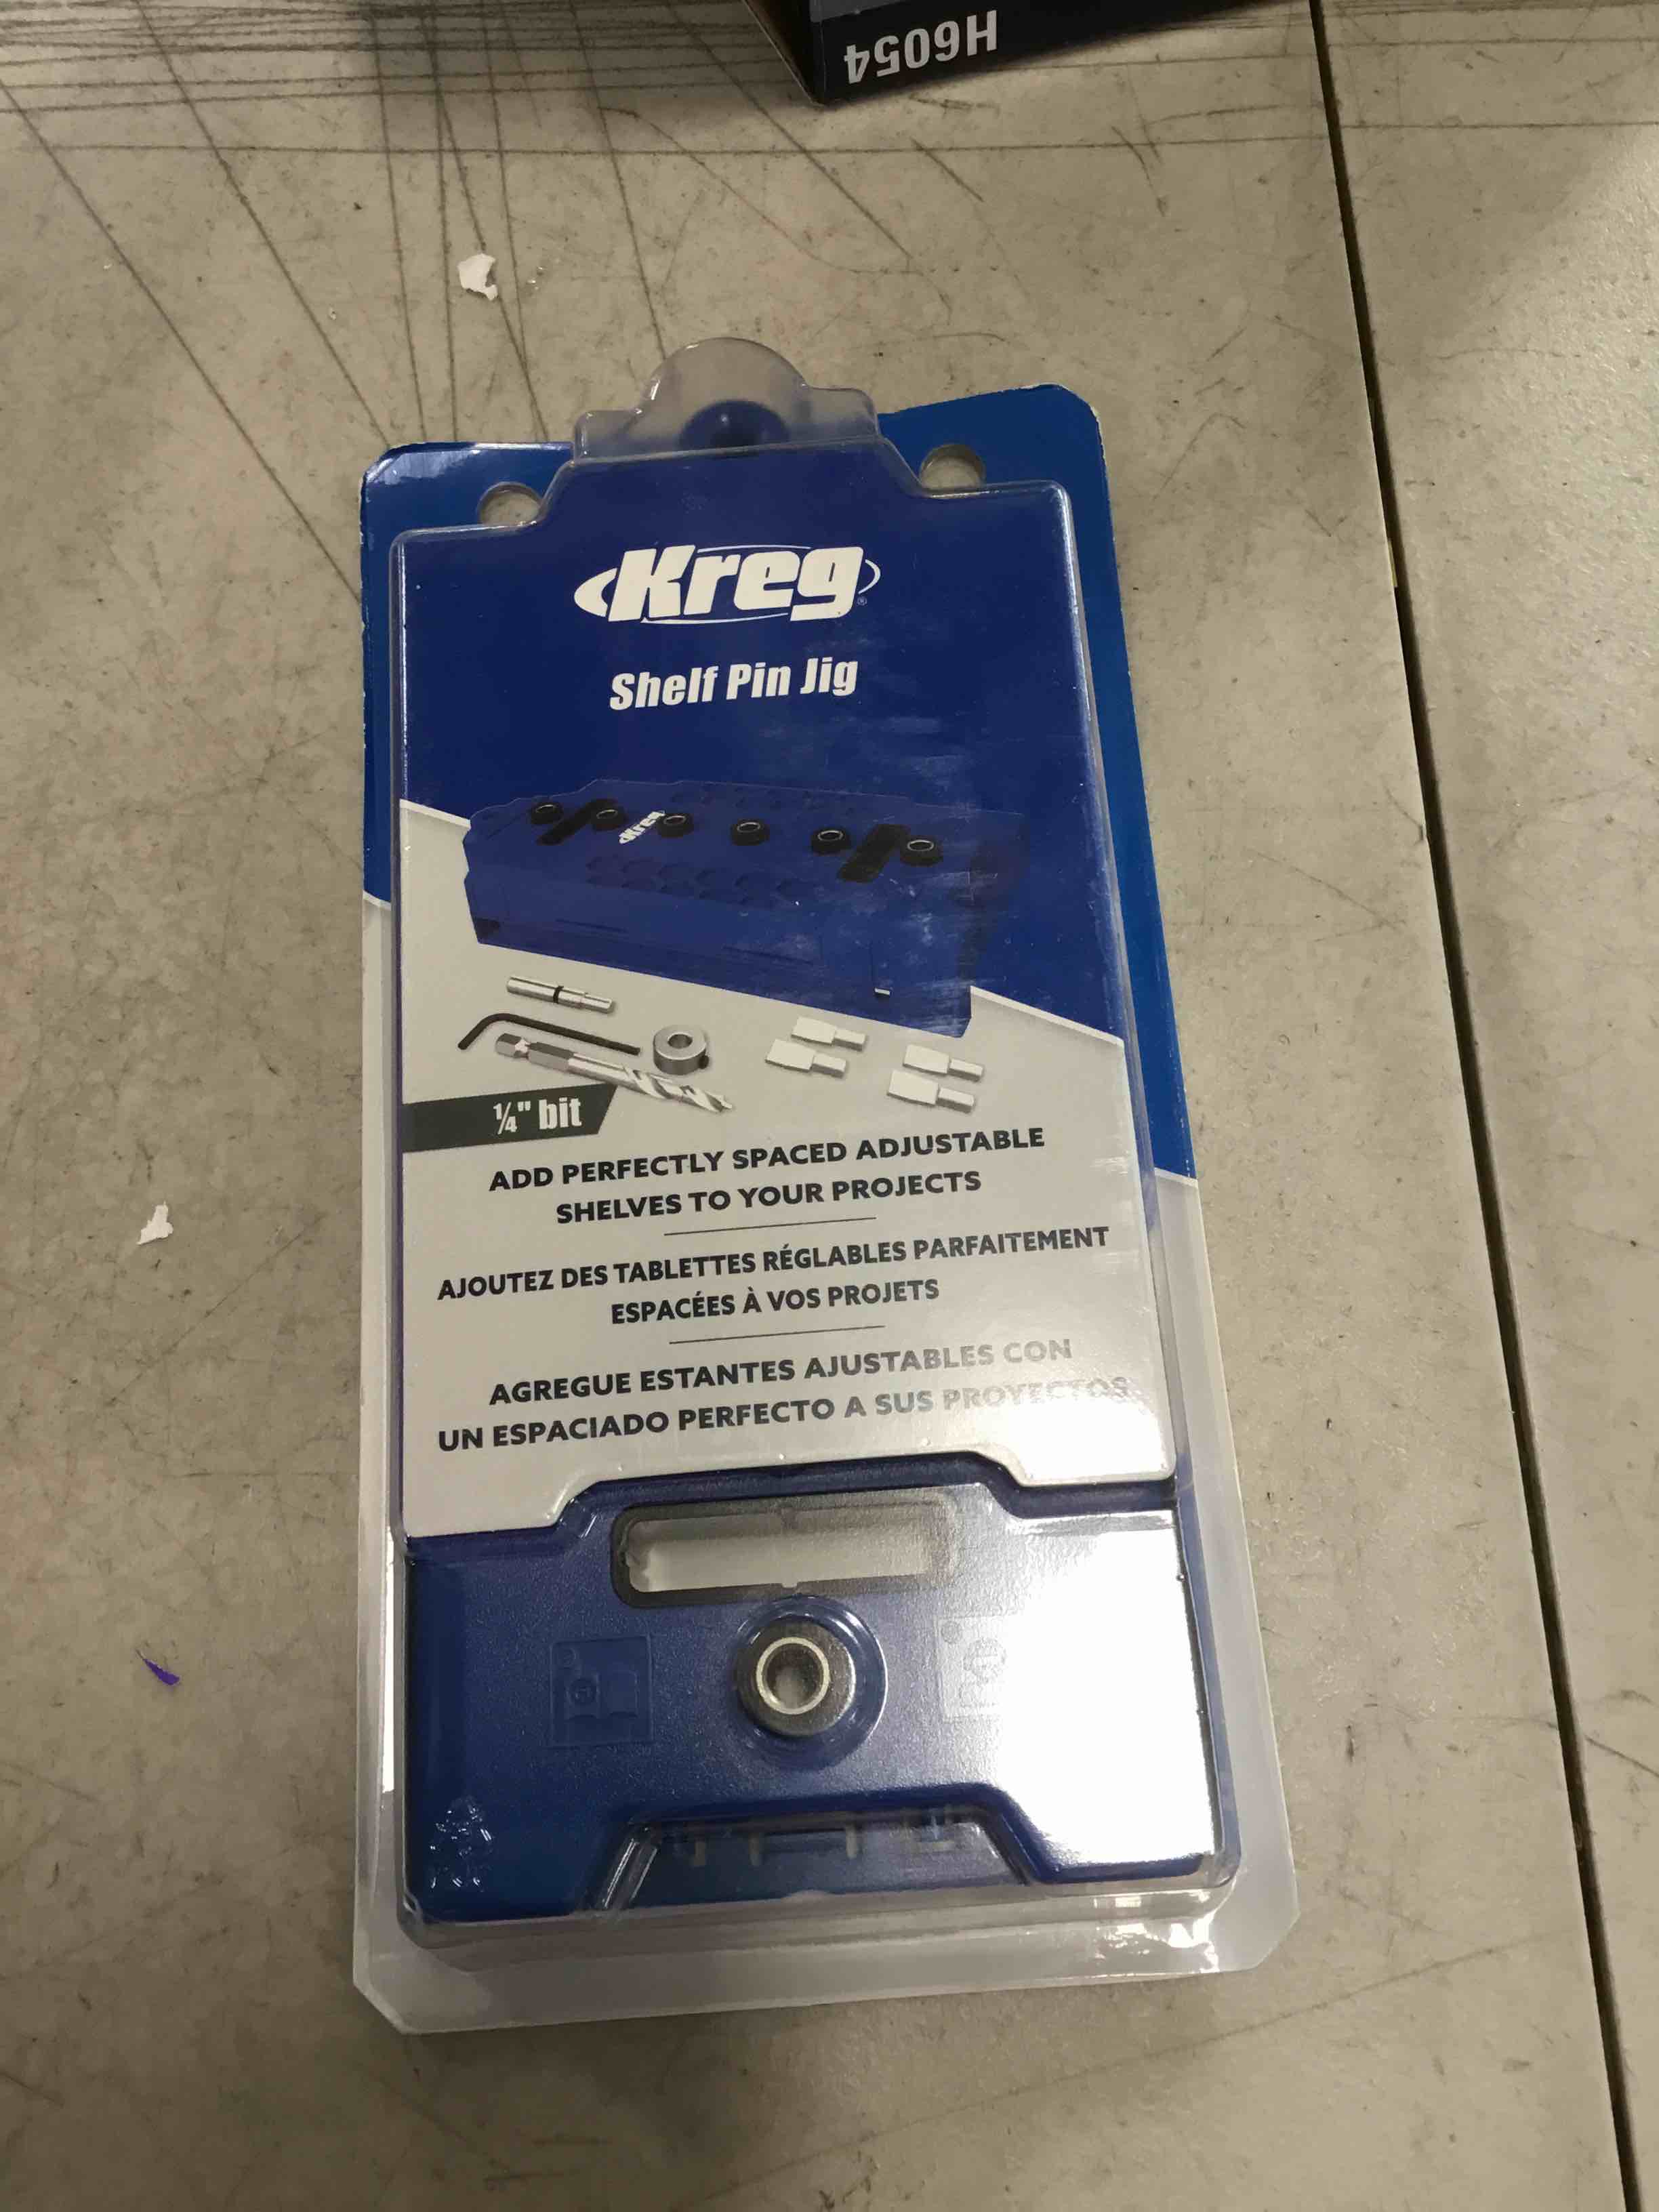 H6054
Kreg®
Shelf Pin Jig
Kreg
¼" bit
ADD PERFECTLY SPACED ADJUSTABLE
SHELVES TO YOUR PROJECTS
AJOUTEZ DES TABLETTES RÉGLABLES PARFAITEMENT
ESPACÉES À VOS PROJETS
AGREGUE ESTANTES AJUSTABLES CON
UN ESPACIADO PERFECTO A SUS PROYECTOS